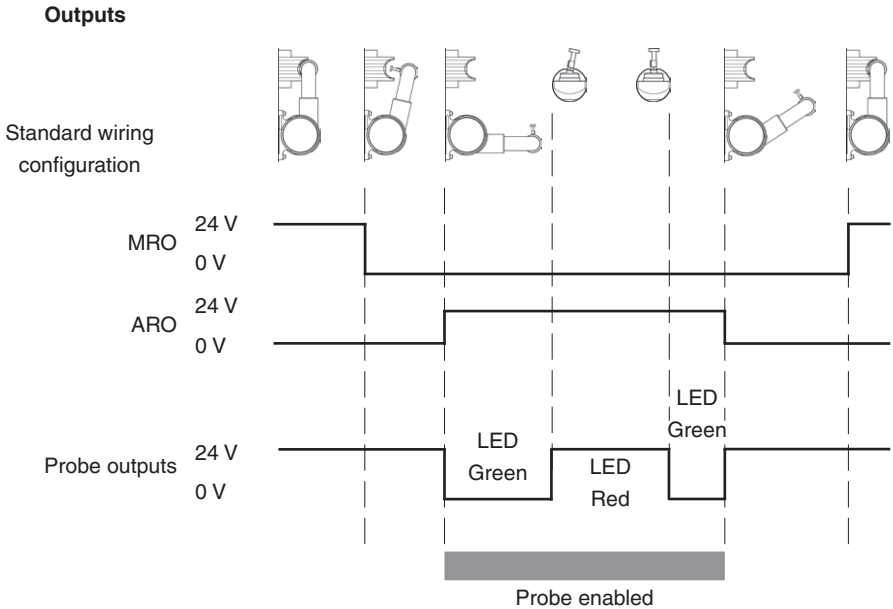 Outputs
Standard wiring
configuration
MRO
24 V
0 V
ARO
24 V
0 V
Probe outputs
24 V
0 V
LED
Green
LED
Red
LED
Green
Probe enabled